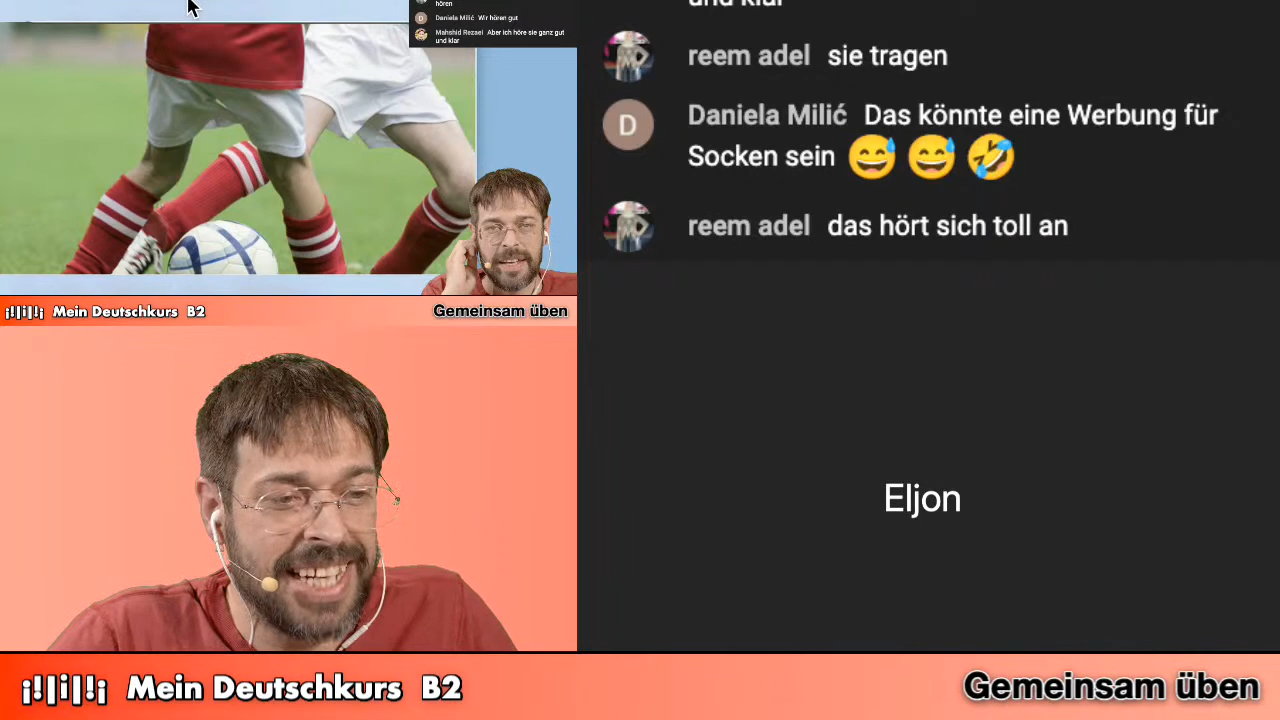 hören
Daniela Milić Wir hören gut
Mahshid Rezaei Aber ich höre sie ganz gut
und klar
¡!|¡|!¡ Mein Deutschkurs B2
Gemeinsam üben
und klar
reem adel sie tragen
Daniela Milić Das könnte eine Werbung für
Socken sein 😅 😅 🤣
reem adel das hört sich toll an
Eljon
¡!|¡|!¡ Mein Deutschkurs B2
Gemeinsam üben